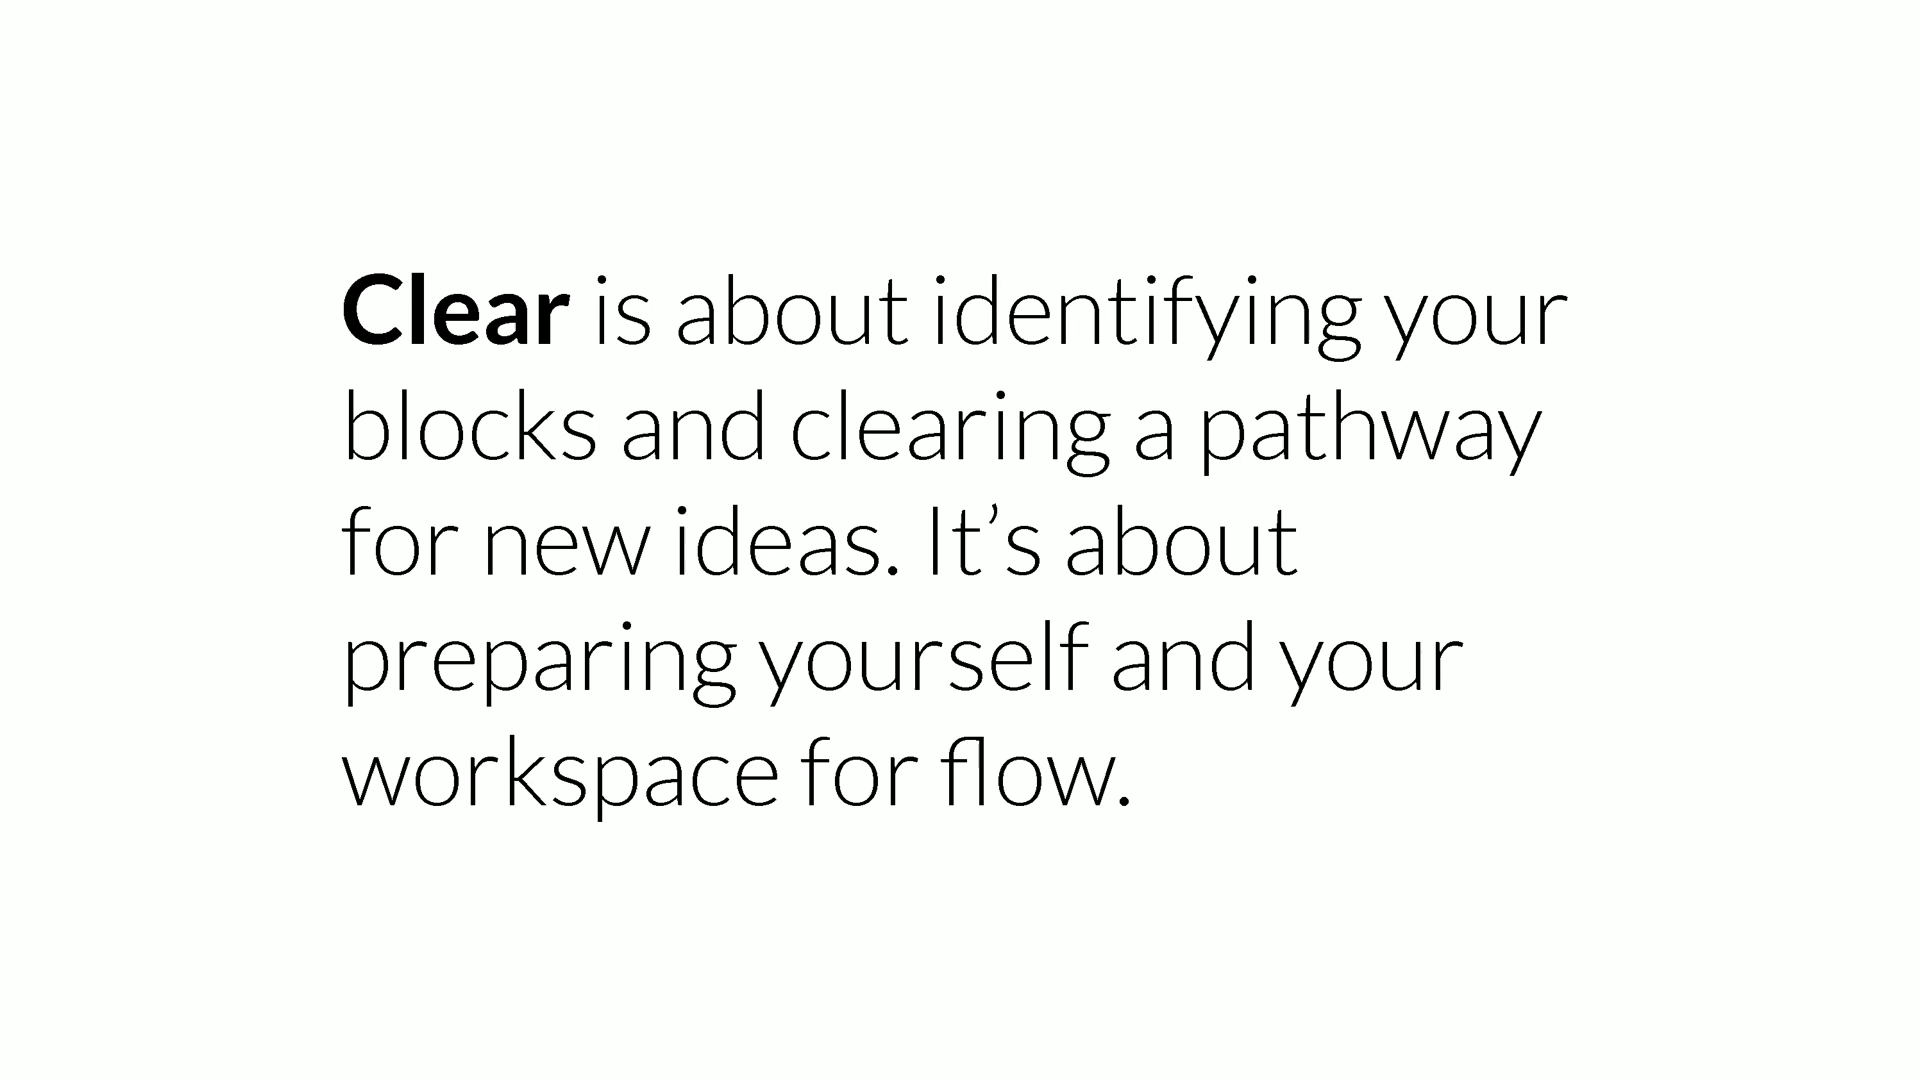 Clear is about identifying your
blocks and clearing a pathway
for new ideas. It’s about
preparing yourself and your
workspace for flow.